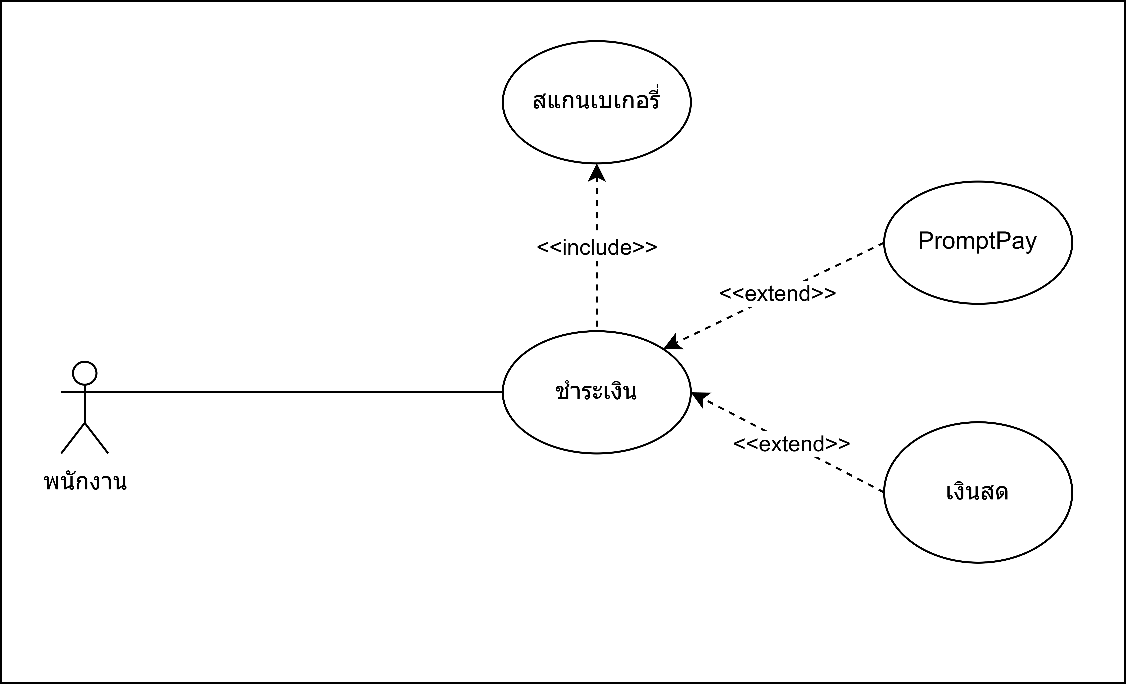 สแกนเบเกอรี่
PromptPay
<<include>>
<<extend>>
ชำระเงิน
<<extend>>
พนักงาน
เงินสด